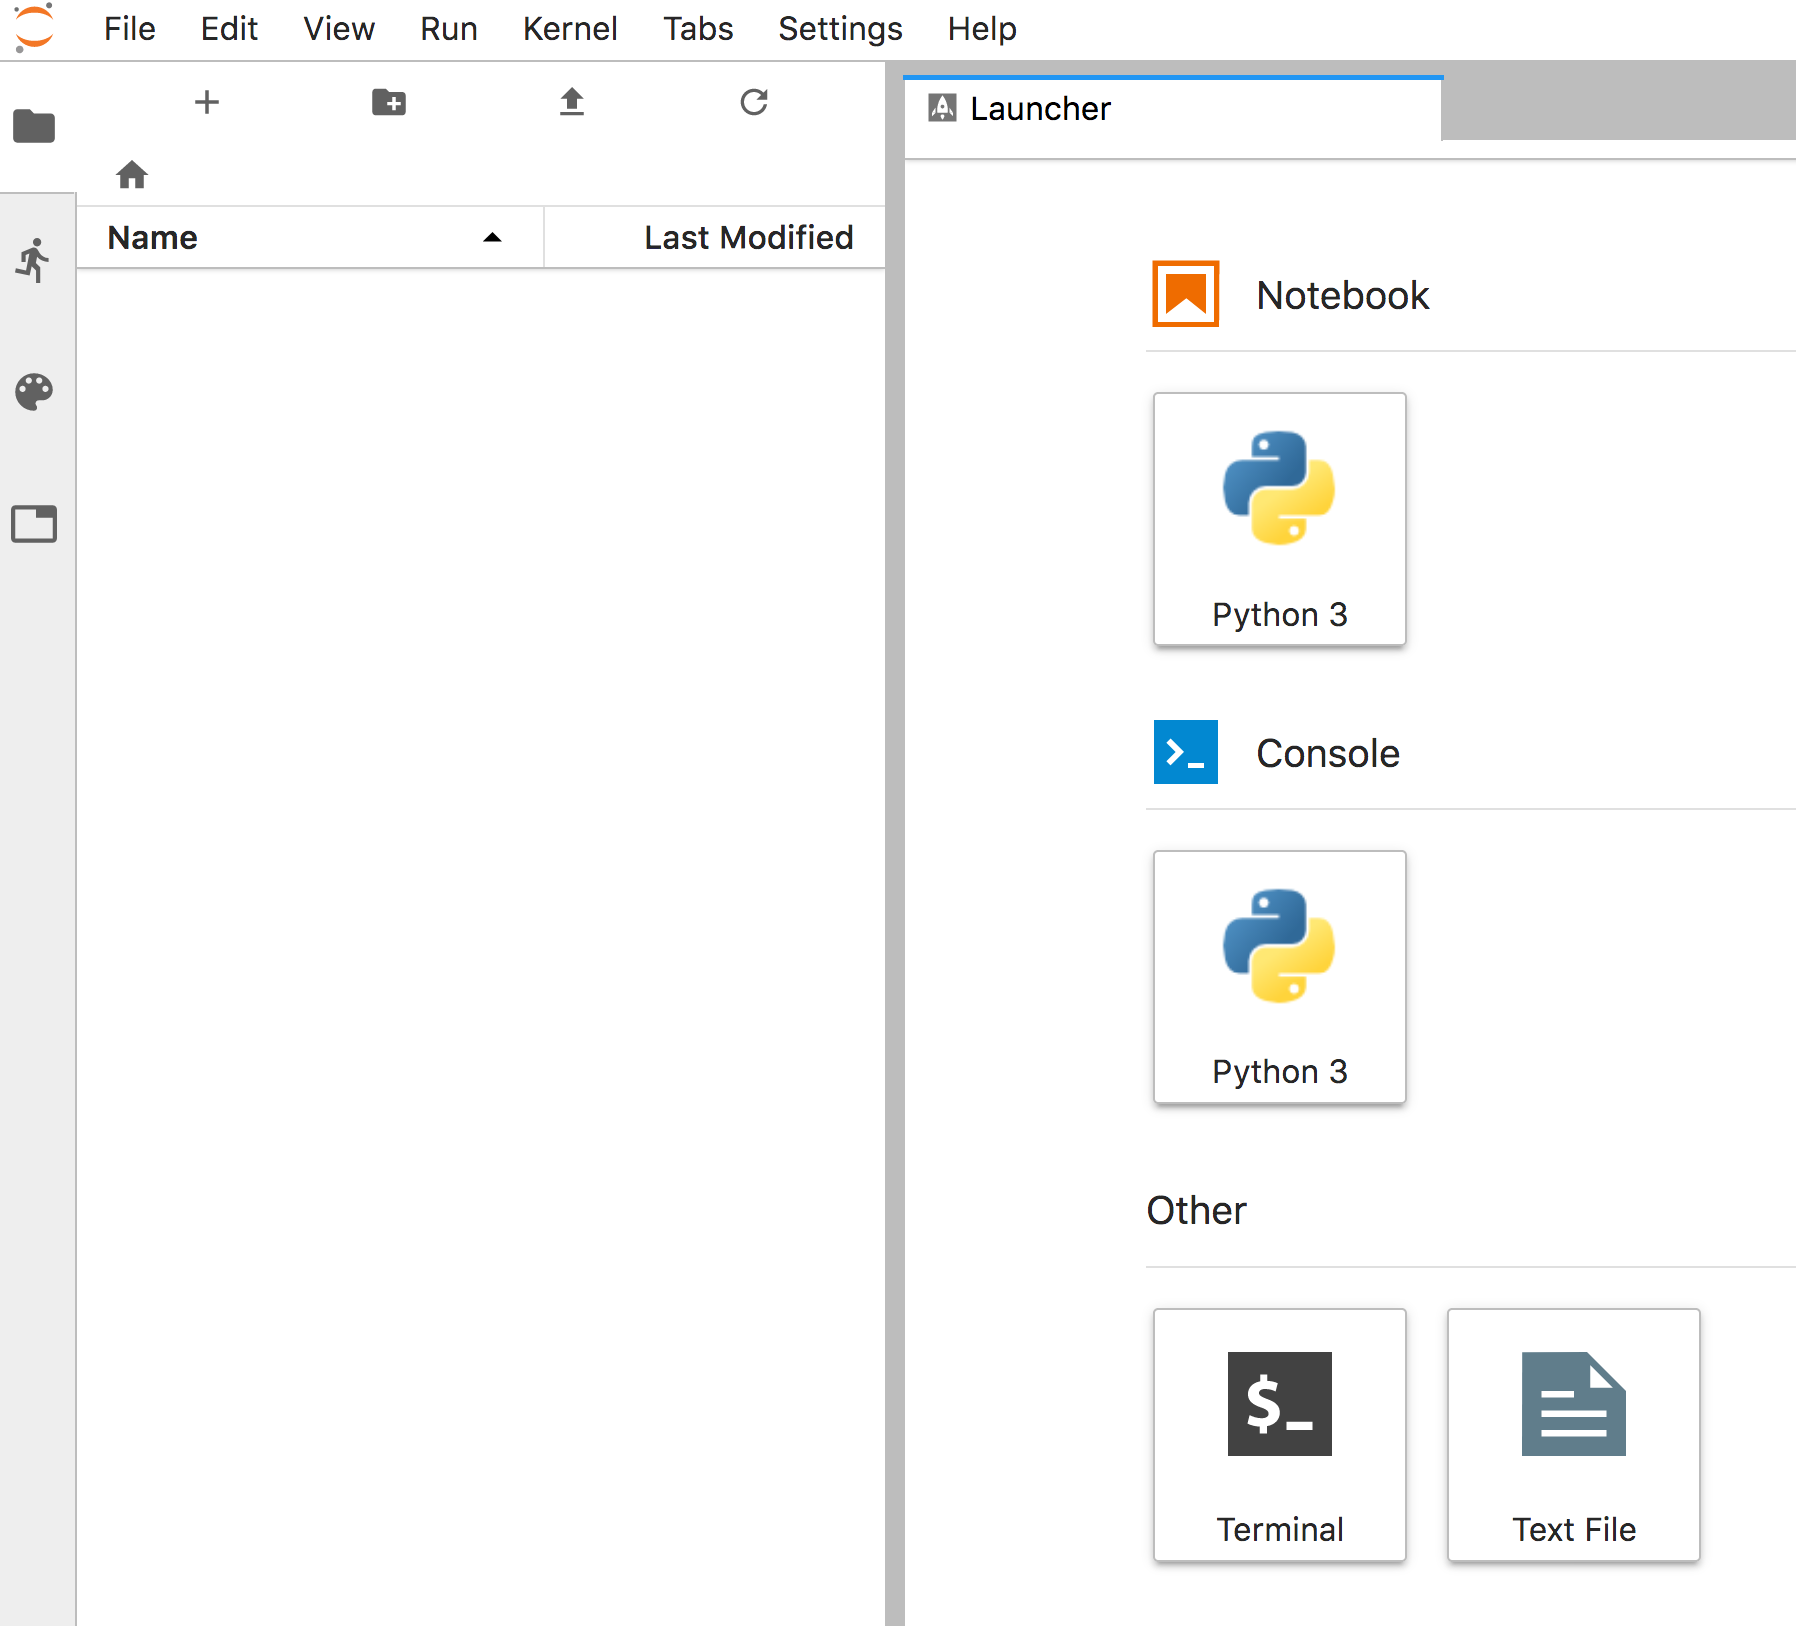 File Edit View Run Kernel Tabs Settings Help
Launcher
Name Last Modified
Notebook
Python 3
Console
>_
Python 3
Other
$_
Terminal Text File